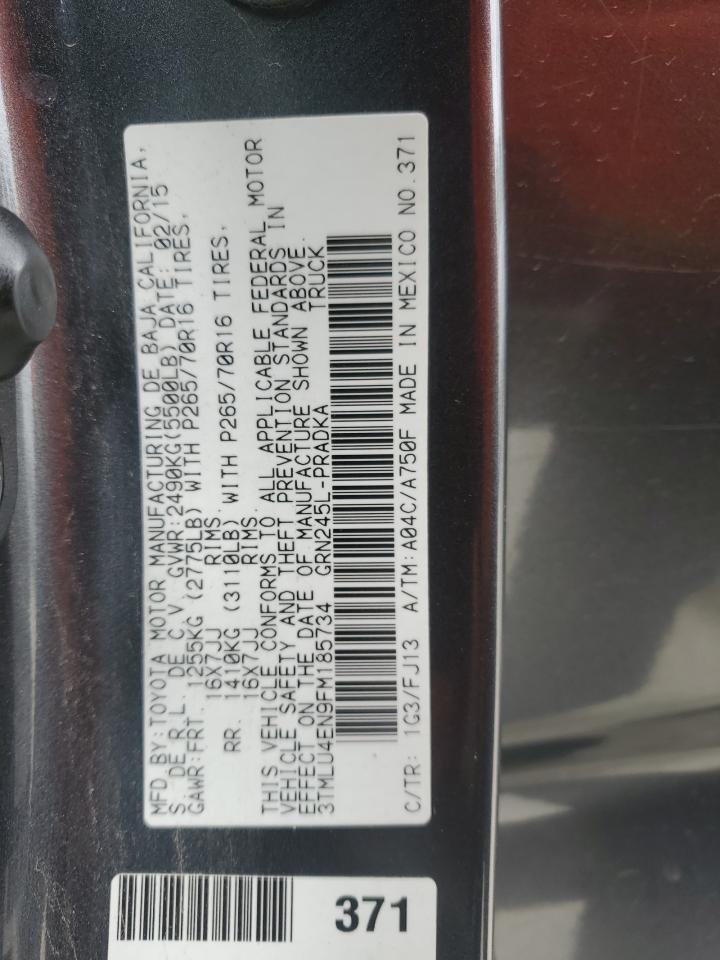 MFD.BY:TOYOTA MOTOR MANUFACTURING DE BAJA CALIFORNIA,
S. DE R.L. DE C.V GVWR:2490KG(5500LB) DATE: 02/15
GAWR:FRT. 1255KG (2775LB) WITH P265/70R16 TIRES,
16X7JJ RIMS.
RR. 1410KG (3110LB) WITH P265/70R16 TIRES,
16X7JJ RIMS.
THIS VEHICLE CONFORMS TO ALL APPLICABLE FEDERAL MOTOR
VEHICLE SAFETY AND THEFT PREVENTION STANDARDS IN
EFFECT ON THE DATE OF MANUFACTURE SHOWN ABOVE.
3TMLU4EN9FM185734 GRN245L-PRADKA TRUCK
C/TR: 1G3/FJ13 A/TM:A04C/A750F MADE IN MEXICO NO.371
371